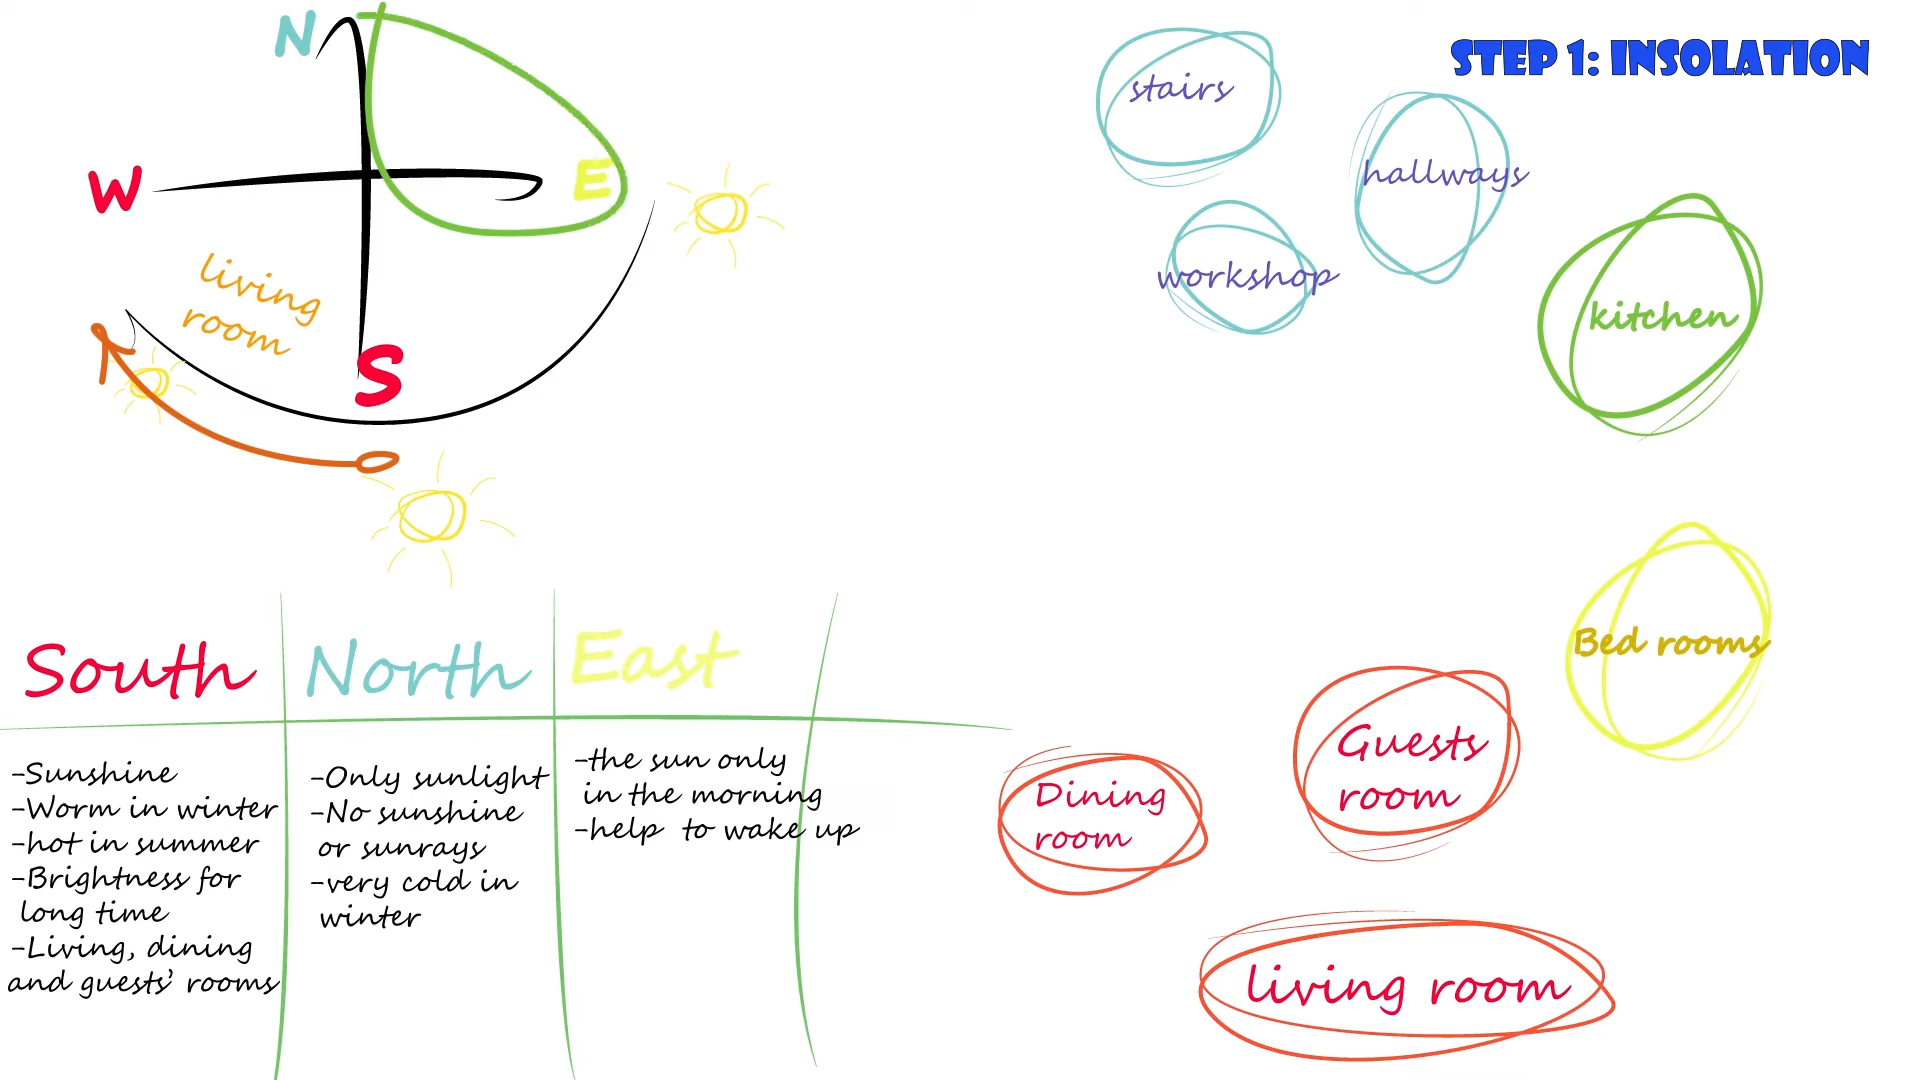 STEP 1: INSOLATION
N
W
E
S
living
room
stairs
hallways
workshop
kitchen
Bed rooms
Guests
room
Dining
room
living room
South
-Sunshine
-Worm in winter
-hot in summer
-Brightness for
long time
-Living, dining
and guests' rooms
North
-Only sunlight
-No sunshine
or sunrays
-very cold in
winter
East
-the sun only
in the morning
-help to wake up